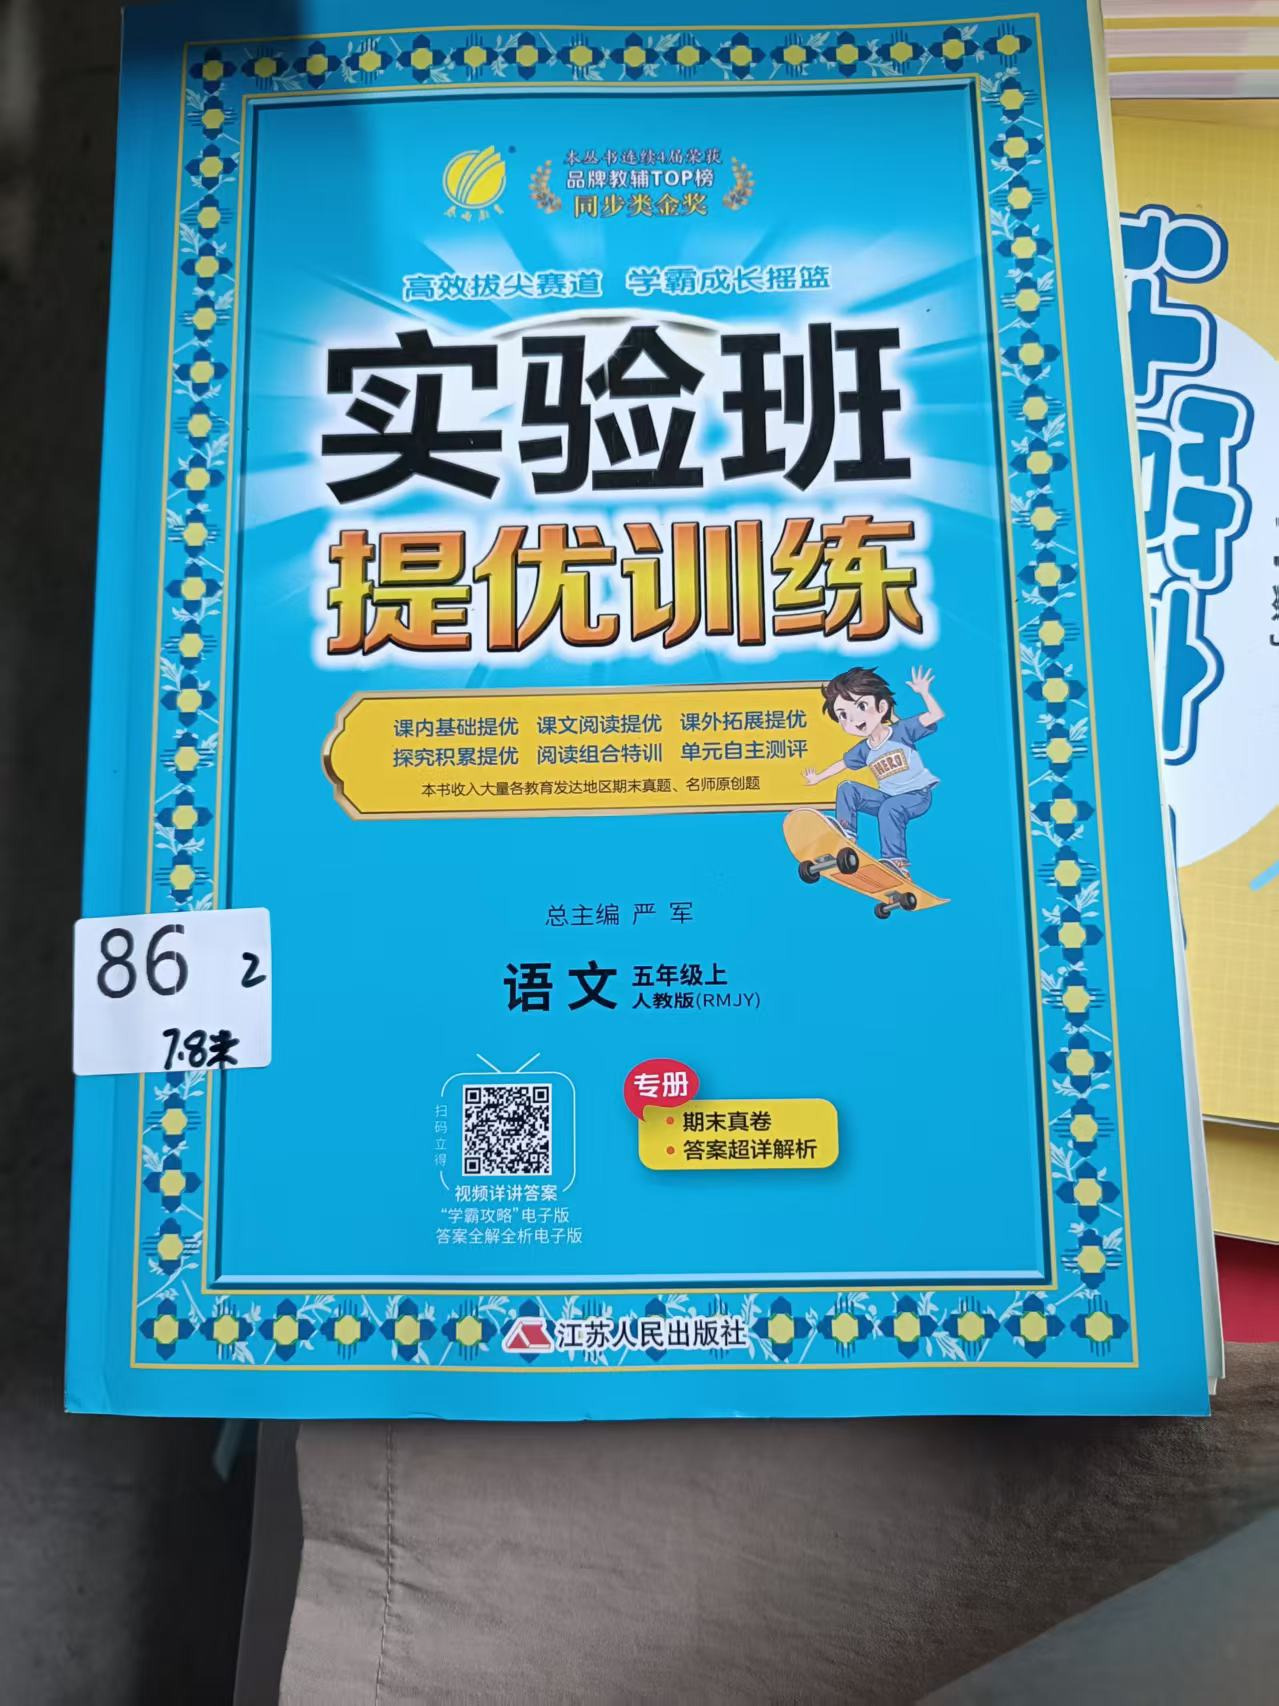 春雨教育
本丛书连续4届荣获
品牌教辅TOP榜
同步类金奖
高效拔尖赛道 学霸成长摇篮
实验班
提优训练
课内基础提优 课文阅读提优 课外拓展提优
探究积累提优 阅读组合特训 单元自主测评
本书收入大量各教育发达地区期末真题、名师原创题
HERO
总主编 严 军
语文 五年级上
人教版(RMJY)
86 2
7.8米
扫码立得
视频详讲答案
“学霸攻略”电子版
答案全解全析电子版
专册
·期末真卷
·答案超详解析
江苏人民出版社